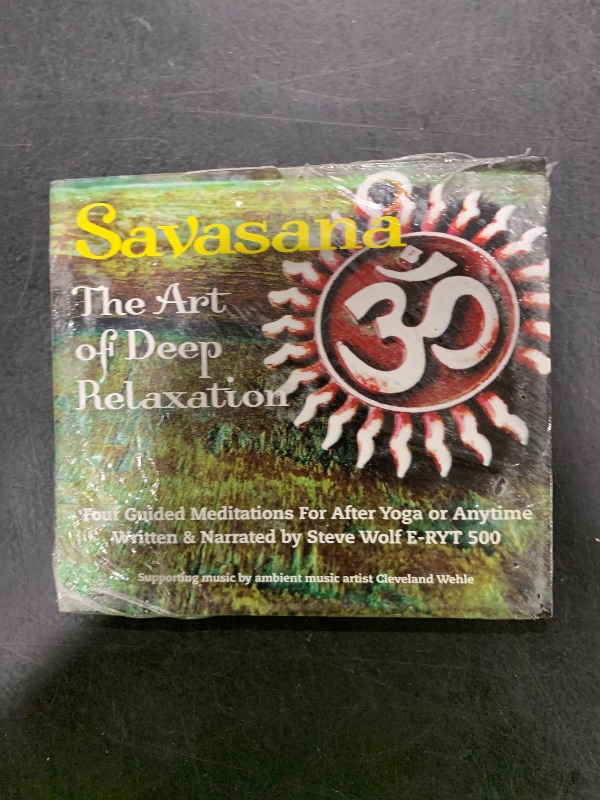 Savasana
The Art
of Deep
Relaxation
ॐ
Four Guided Meditations For After Yoga or Anytime
Written & Narrated by Steve Wolf E-RYT 500
Supporting music by ambient music artist Cleveland Wehle